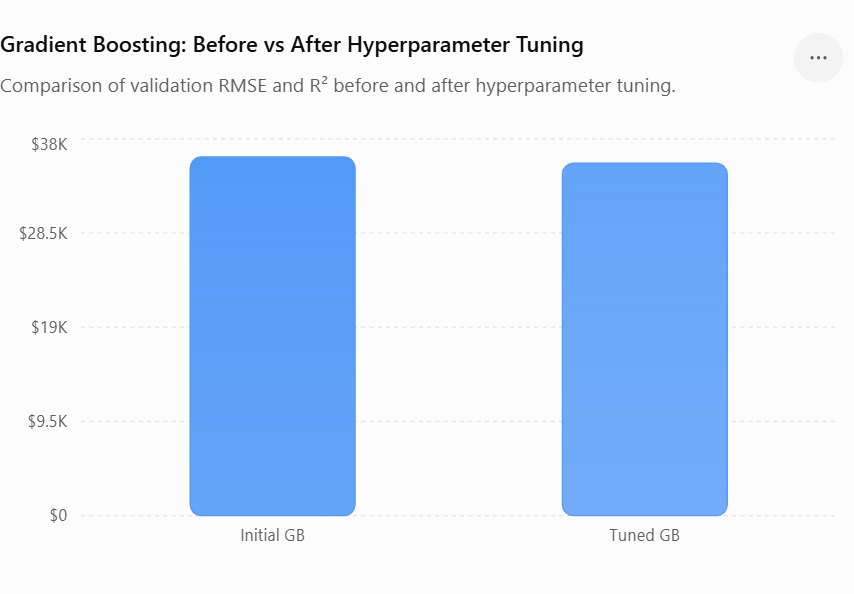 Gradient Boosting: Before vs After Hyperparameter Tuning
Comparison of validation RMSE and R² before and after hyperparameter tuning.
$38K
$28.5K
$19K
$9.5K
$0
Initial GB
Tuned GB